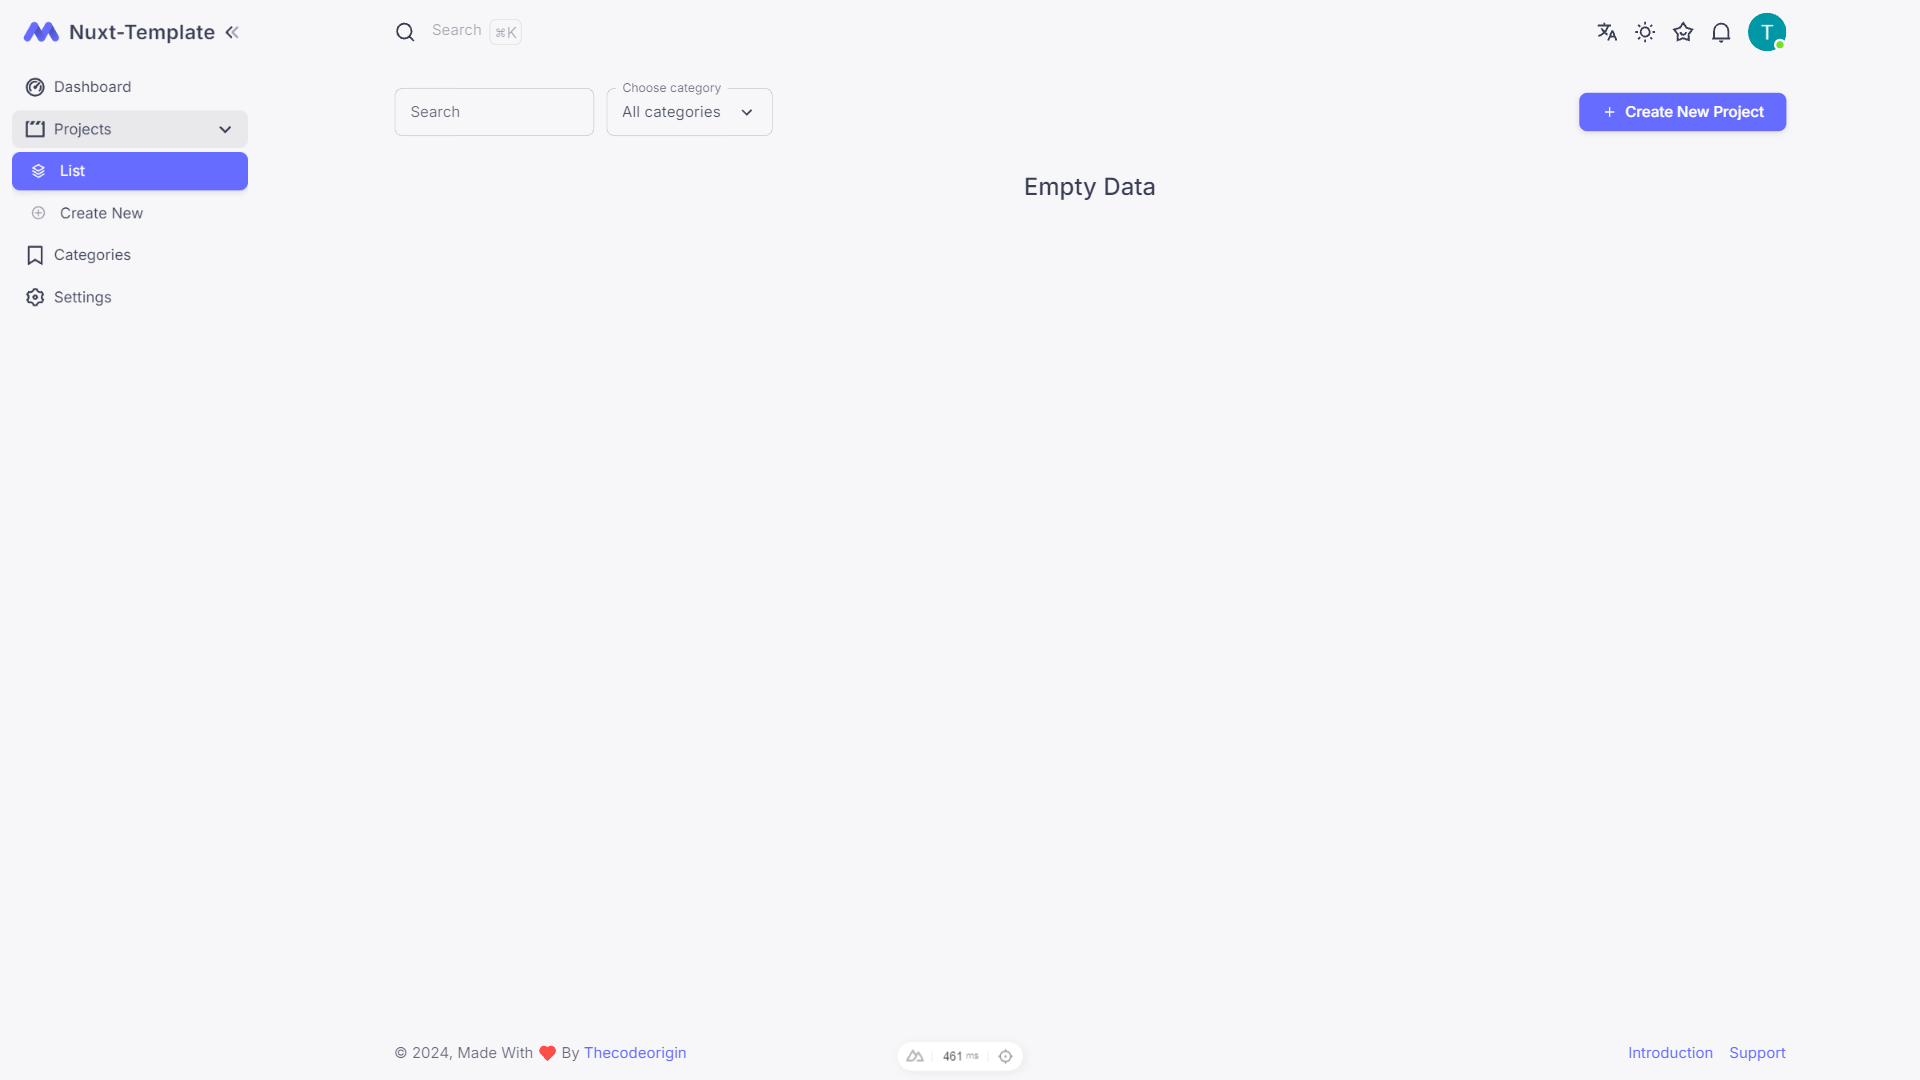 Nuxt-Template
Search ⌘K
T
Dashboard
Projects
List
Create New
Categories
Settings
Search
Choose category
All categories
+ Create New Project
Empty Data
© 2024, Made With ❤ By Thecodeorigin
461 ms
Introduction Support